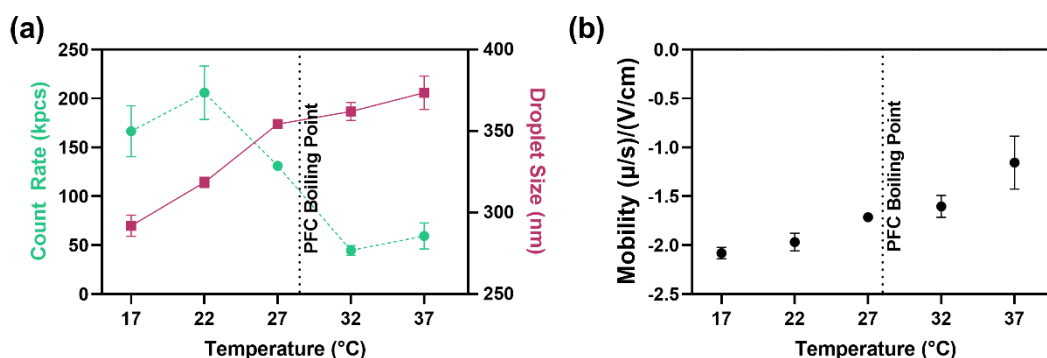 (a)
250
200
150
100
50
0
Count Rate (kpcs)
17 22 27 32 37
Temperature (°C)
PFC Boiling Point
400
350
300
250
Droplet Size (nm)
(b)
0.0
-0.5
-1.0
-1.5
-2.0
-2.5
Mobility (μ/s)/(V/cm)
PFC Boiling Point
17 22 27 32 37
Temperature (°C)